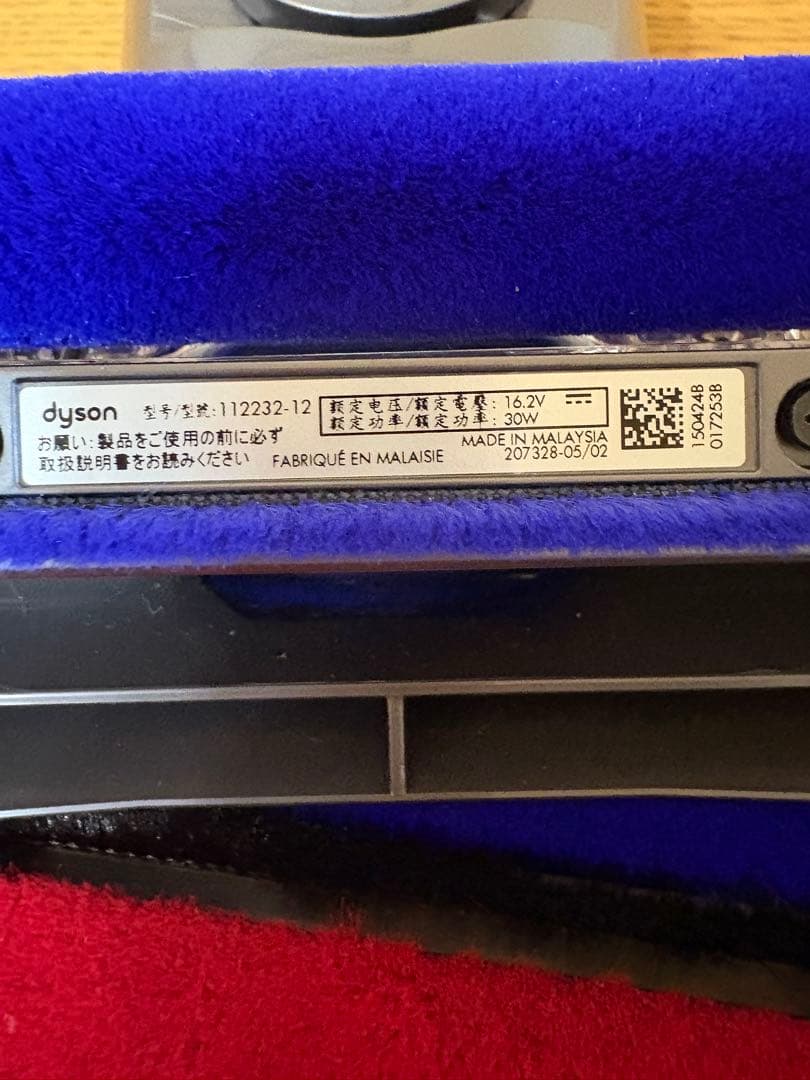 dyson 型号/型號:112232-12
额定电压/額定電壓: 16.2V
额定功率/額定功率: 30W
お願い:製品をご使用の前に必ず
取扱説明書をお読みください
FABRIQUÉ EN MALAISIE
MADE IN MALAYSIA
207328-05/02
150424B
017253B